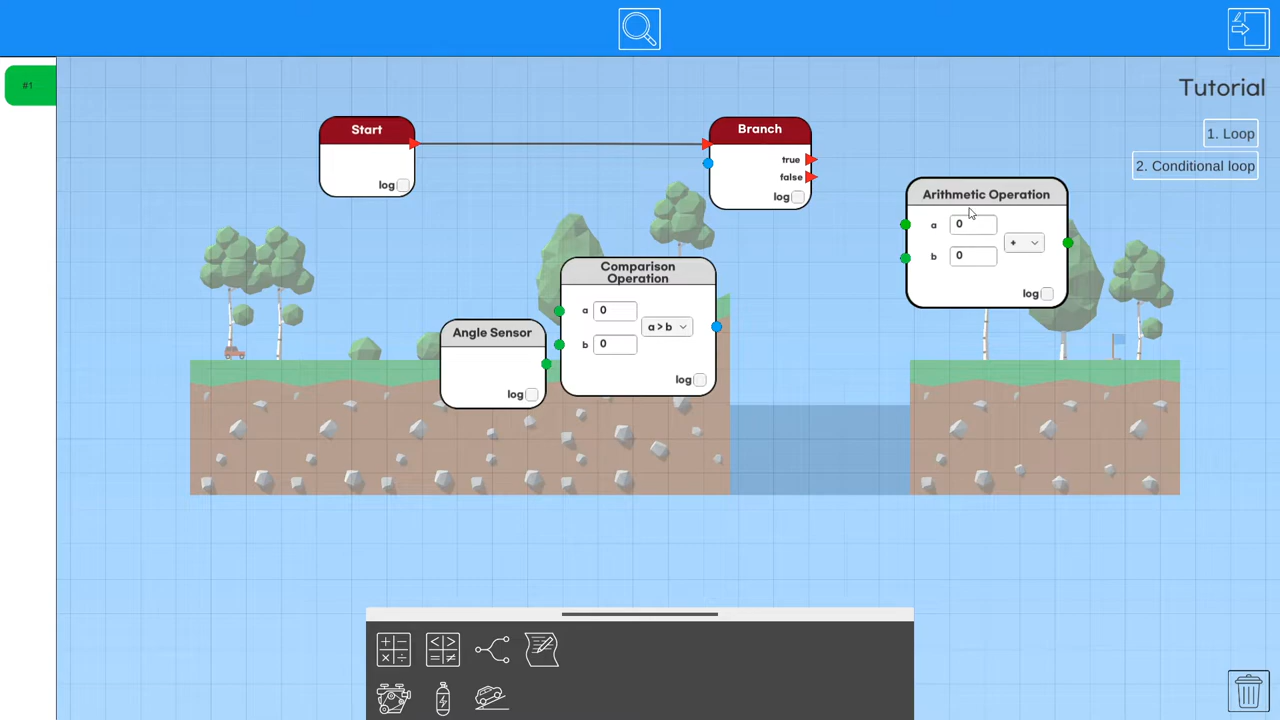 #1
Tutorial
1. Loop
2. Conditional loop
Start
log
Branch
true
false
log
Arithmetic Operation
a 0
+
b 0
log
Comparison
Operation
a 0
a > b
b 0
log
Angle Sensor
log